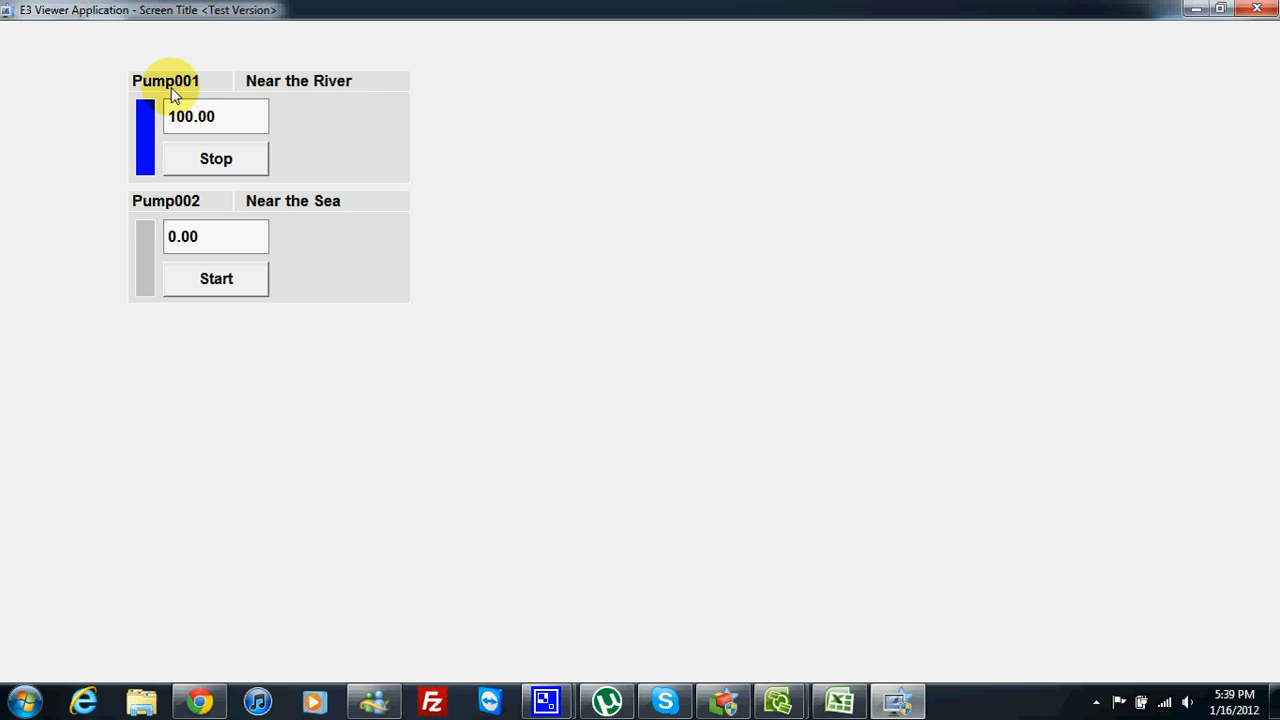 E3 Viewer Application - Screen Title <Test Version>
Pump001 Near the River
100.00
Stop
Pump002 Near the Sea
0.00
Start
5:39 PM
1/16/2012